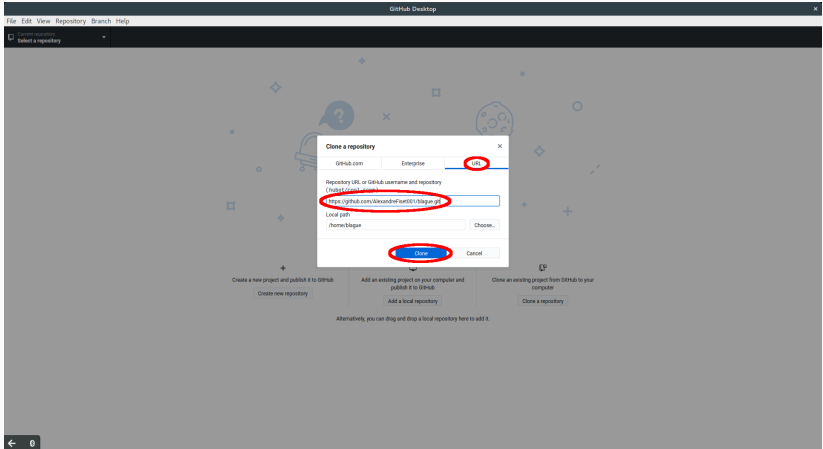 GitHub Desktop
File Edit View Repository Branch Help
Current repository
Select a repository
Clone a repository
GitHub.com Enterprise URL
Repository URL or GitHub username and repository
(hubot/cool-repo)
https://github.com/AlexandreFiset001/blague.git
Local path
/home/blague Choose...
Clone Cancel
Create a new project and publish it to GitHub
Create new repository
Add an existing project on your computer and
publish it to GitHub
Add a local repository
Clone an existing project from GitHub to your
computer
Clone a repository
Alternatively, you can drag and drop a local repository here to add it.